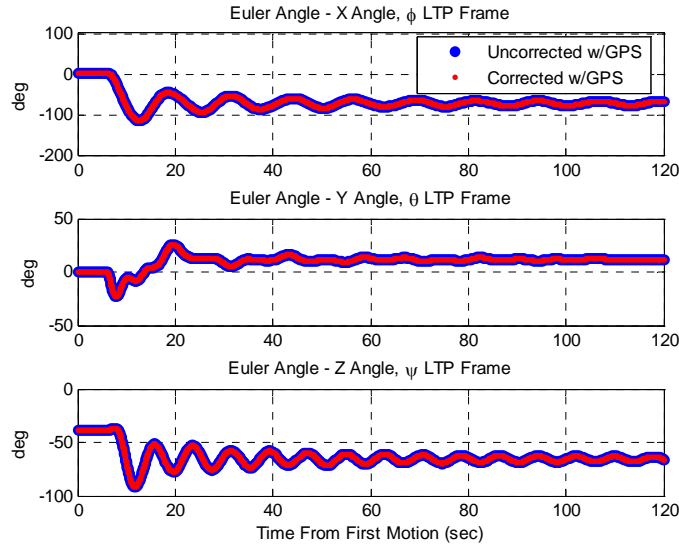 Euler Angle - X Angle, ϕ LTP Frame
100
0
-100
-200
deg
Uncorrected w/GPS
Corrected w/GPS
0 20 40 60 80 100 120
Euler Angle - Y Angle, θ LTP Frame
50
0
-50
deg
0 20 40 60 80 100 120
Euler Angle - Z Angle, ψ LTP Frame
0
-50
-100
deg
0 20 40 60 80 100 120
Time From First Motion (sec)